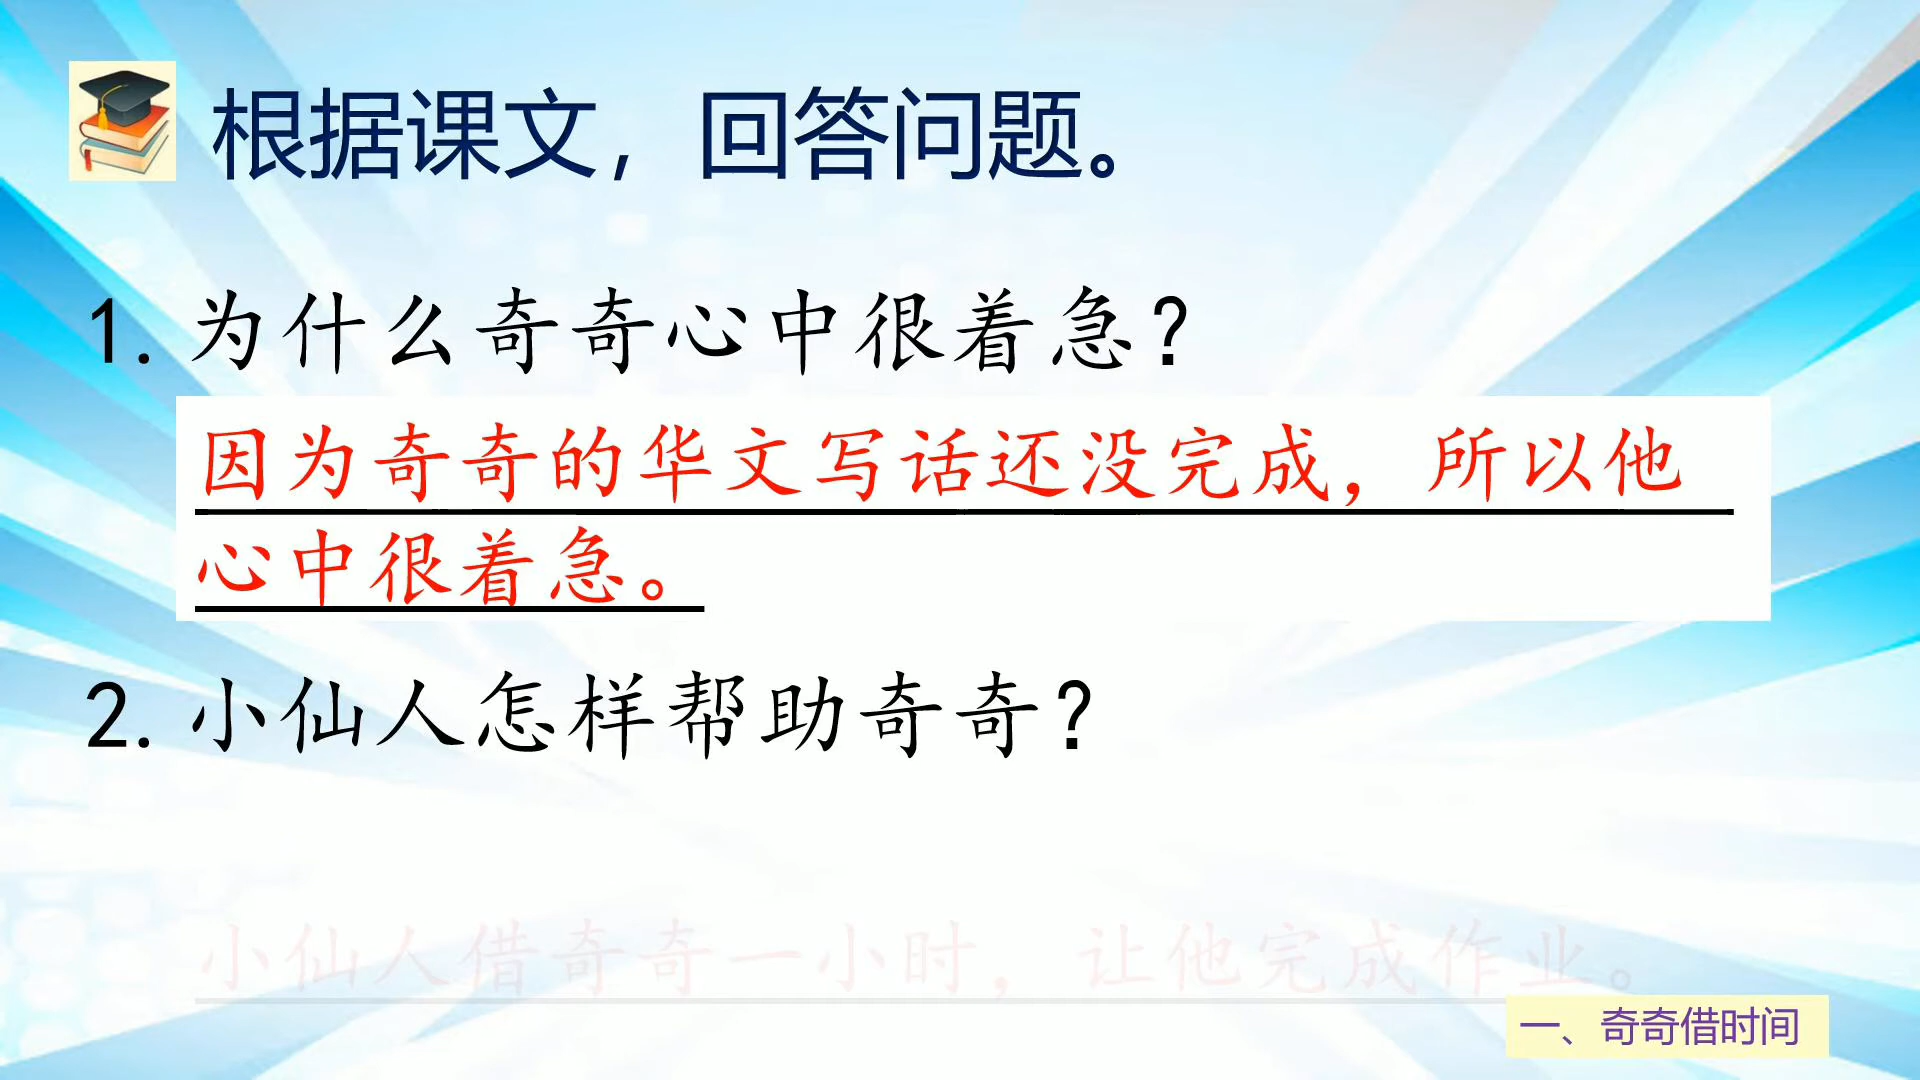 根据课文，回答问题。
1. 为什么奇奇心中很着急？
因为奇奇的华文写话还没完成，所以他
心中很着急。
2. 小仙人怎样帮助奇奇？
小仙人借奇奇一小时，让他完成作业。
一、奇奇借时间